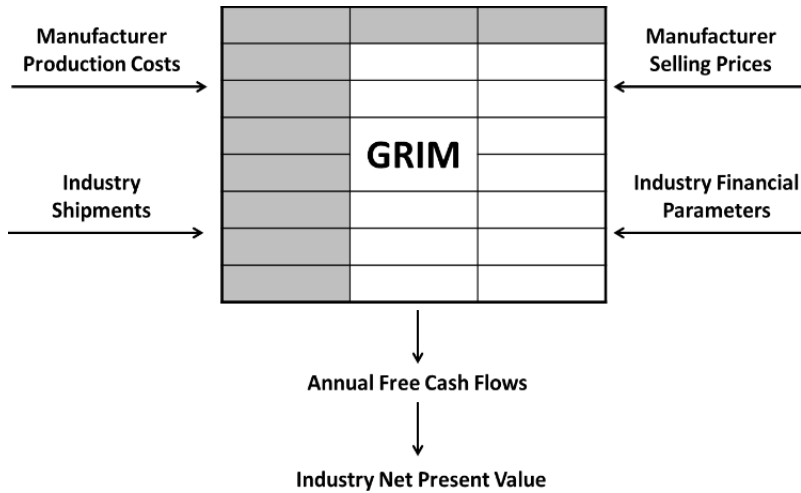 Manufacturer
Production Costs
Manufacturer
Selling Prices
GRIM
Industry
Shipments
Industry Financial
Parameters
Annual Free Cash Flows
Industry Net Present Value